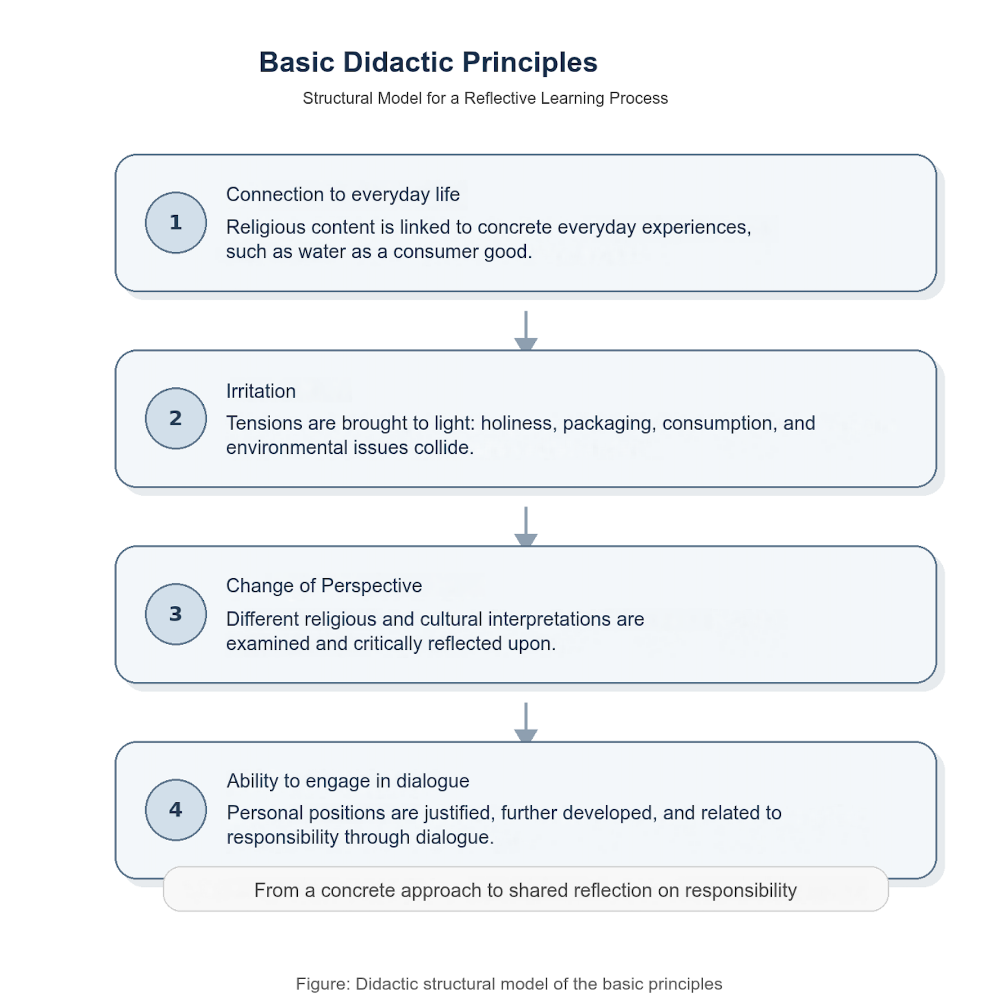 Basic Didactic Principles
Structural Model for a Reflective Learning Process
1
Connection to everyday life
Religious content is linked to concrete everyday experiences,
such as water as a consumer good.
2
Irritation
Tensions are brought to light: holiness, packaging, consumption, and
environmental issues collide.
3
Change of Perspective
Different religious and cultural interpretations are
examined and critically reflected upon.
4
Ability to engage in dialogue
Personal positions are justified, further developed, and related to
responsibility through dialogue.
From a concrete approach to shared reflection on responsibility
Figure: Didactic structural model of the basic principles